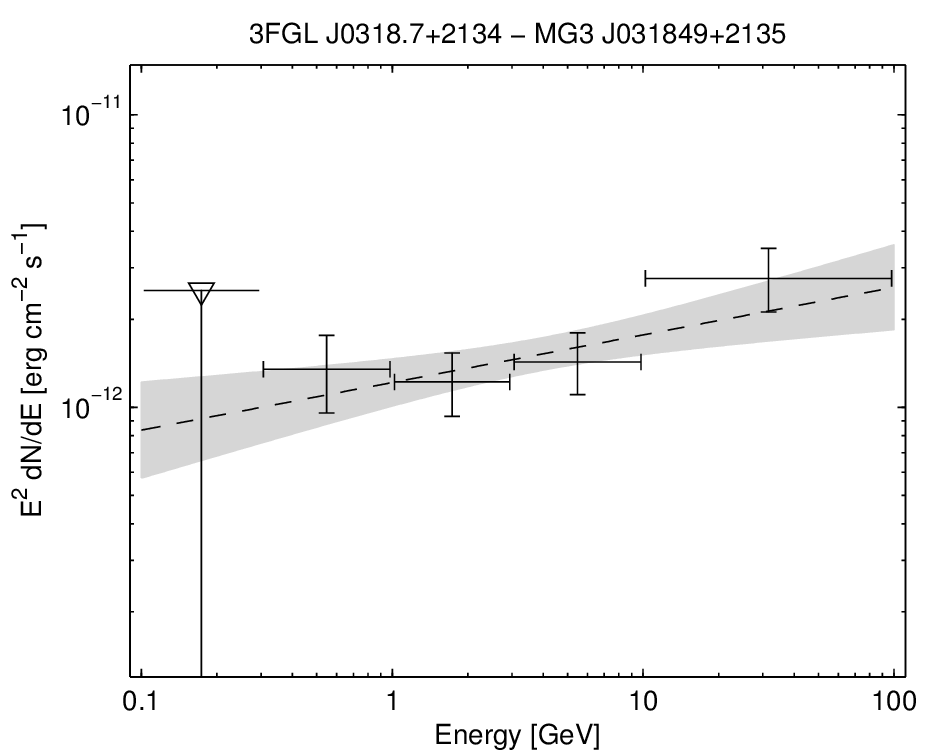 3FGL J0318.7+2134 − MG3 J031849+2135
10⁻¹¹
10⁻¹²
E² dN/dE [erg cm⁻² s⁻¹]
0.1 1 10 100
Energy [GeV]